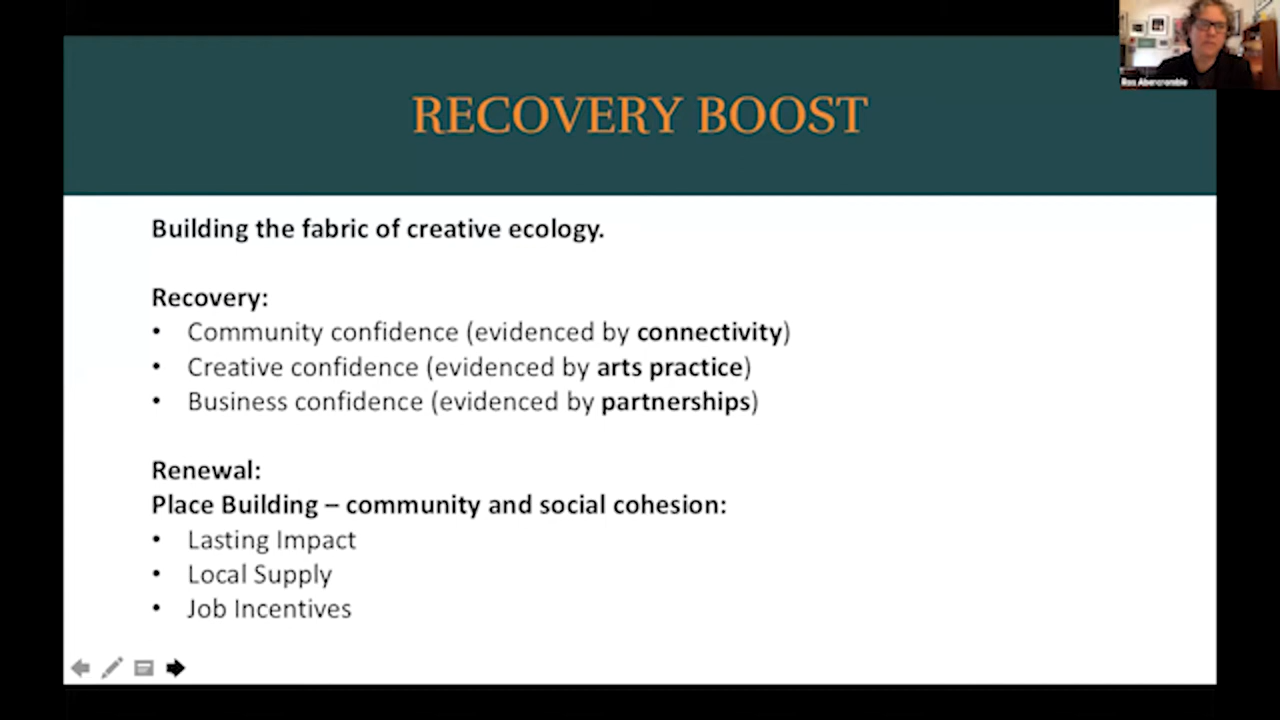 Ros Abercrombie
RECOVERY BOOST
Building the fabric of creative ecology.
Recovery:
• Community confidence (evidenced by connectivity)
• Creative confidence (evidenced by arts practice)
• Business confidence (evidenced by partnerships)
Renewal:
Place Building – community and social cohesion:
• Lasting Impact
• Local Supply
• Job Incentives